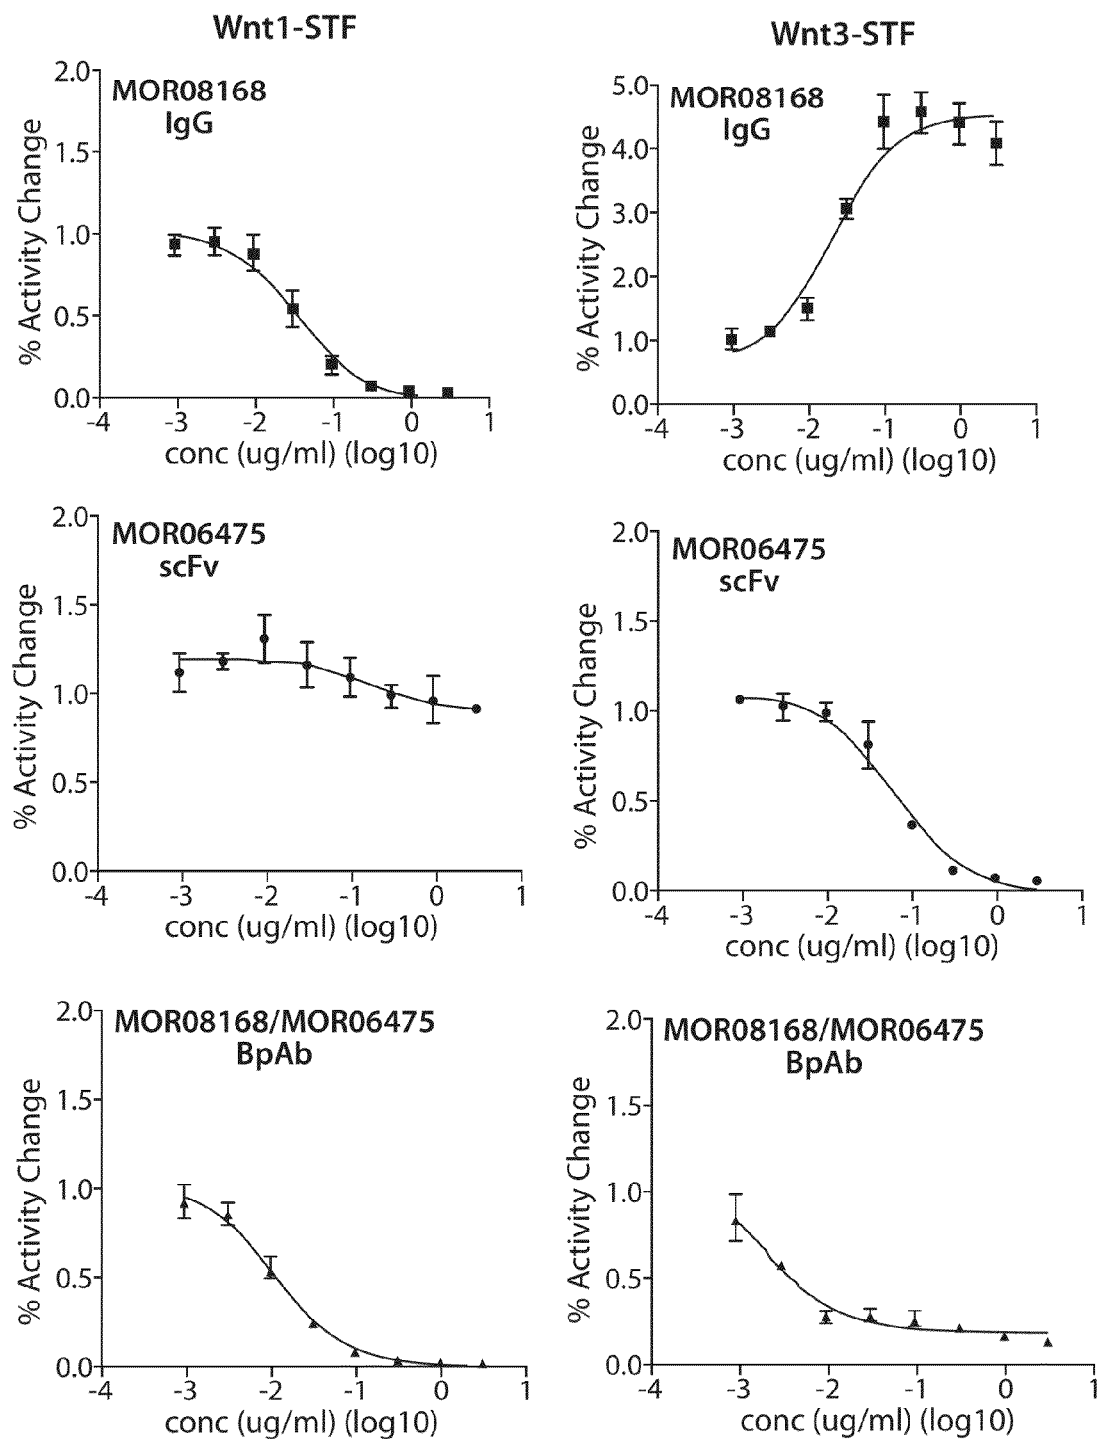 Wnt1-STF
Wnt3-STF
MOR08168
IgG
% Activity Change
2.0
1.5
1.0
0.5
0.0
-4 -3 -2 -1 0 1
conc (ug/ml) (log10)
MOR08168
IgG
% Activity Change
5.0
4.0
3.0
2.0
1.0
0.0
-4 -3 -2 -1 0 1
conc (ug/ml) (log10)
MOR06475
scFv
% Activity Change
2.0
1.5
1.0
0.5
0.0
-4 -3 -2 -1 0 1
conc (ug/ml) (log10)
MOR06475
scFv
% Activity Change
2.0
1.5
1.0
0.5
0.0
-4 -3 -2 -1 0 1
conc (ug/ml) (log10)
MOR08168/MOR06475
BpAb
% Activity Change
2.0
1.5
1.0
0.5
0.0
-4 -3 -2 -1 0 1
conc (ug/ml) (log10)
MOR08168/MOR06475
BpAb
% Activity Change
2.0
1.5
1.0
0.5
0.0
-4 -3 -2 -1 0 1
conc (ug/ml) (log10)